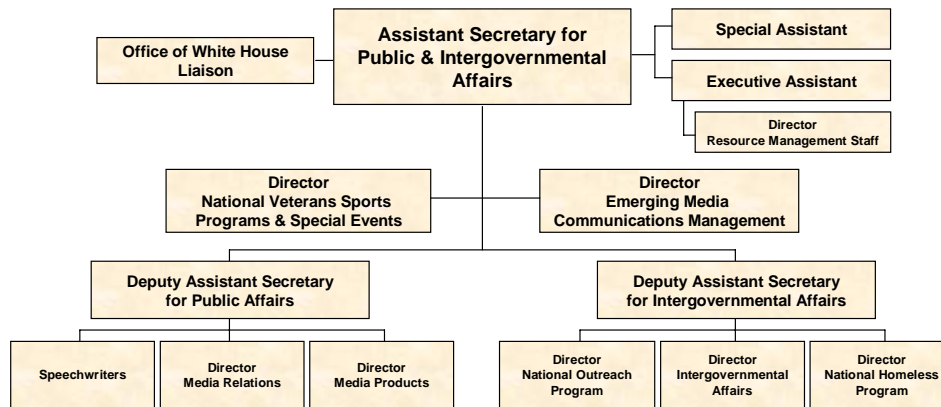 Assistant Secretary for
Public & Intergovernmental
Affairs
Office of White House
Liaison
Special Assistant
Executive Assistant
Director
Resource Management Staff
Director
National Veterans Sports
Programs & Special Events
Director
Emerging Media
Communications Management
Deputy Assistant Secretary
for Public Affairs
Deputy Assistant Secretary
for Intergovernmental Affairs
Speechwriters
Director
Media Relations
Director
Media Products
Director
National Outreach
Program
Director
Intergovernmental
Affairs
Director
National Homeless
Program